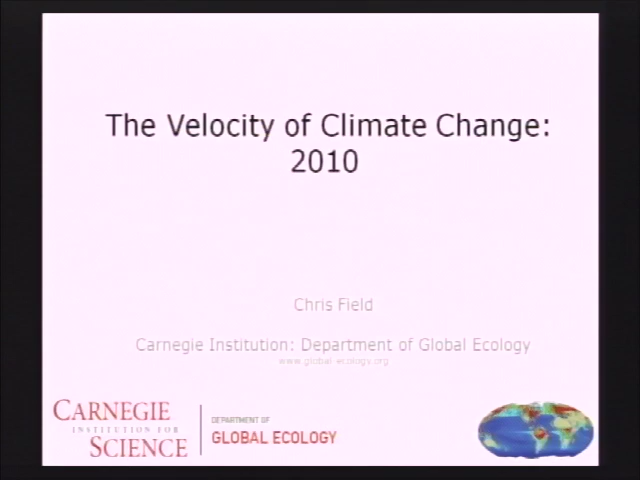 The Velocity of Climate Change:
2010
Chris Field
Carnegie Institution: Department of Global Ecology
www.global-ecology.org
CARNEGIE
INSTITUTION FOR
SCIENCE
DEPARTMENT OF
GLOBAL ECOLOGY